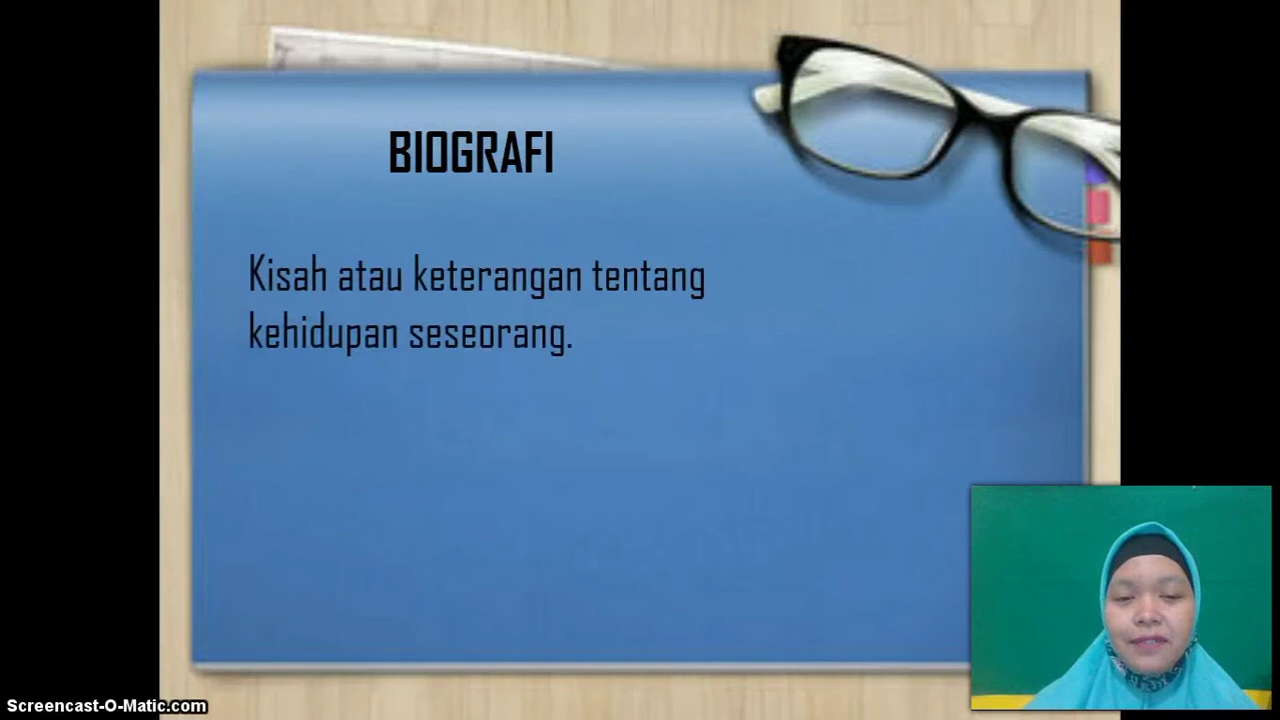 BIOGRAFI
Kisah atau keterangan tentang
kehidupan seseorang.
Screencast-O-Matic.com